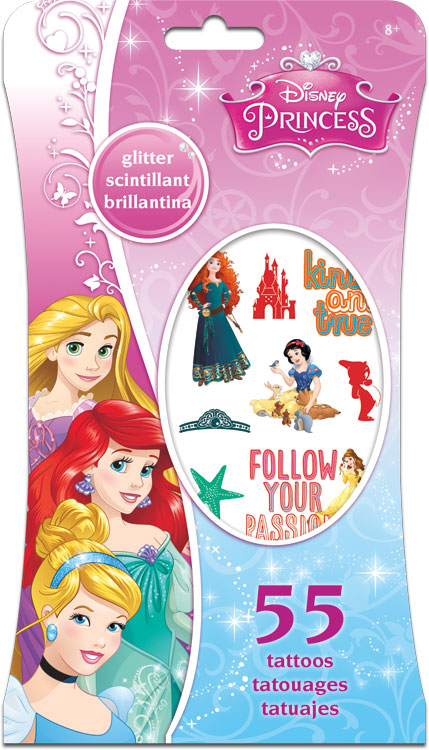 8+
Disney
PRINCESS
glitter
scintillant
brillantina
kind
and
true
FOLLOW
YOUR
PASSION
55
tattoos
tatouages
tatuajes